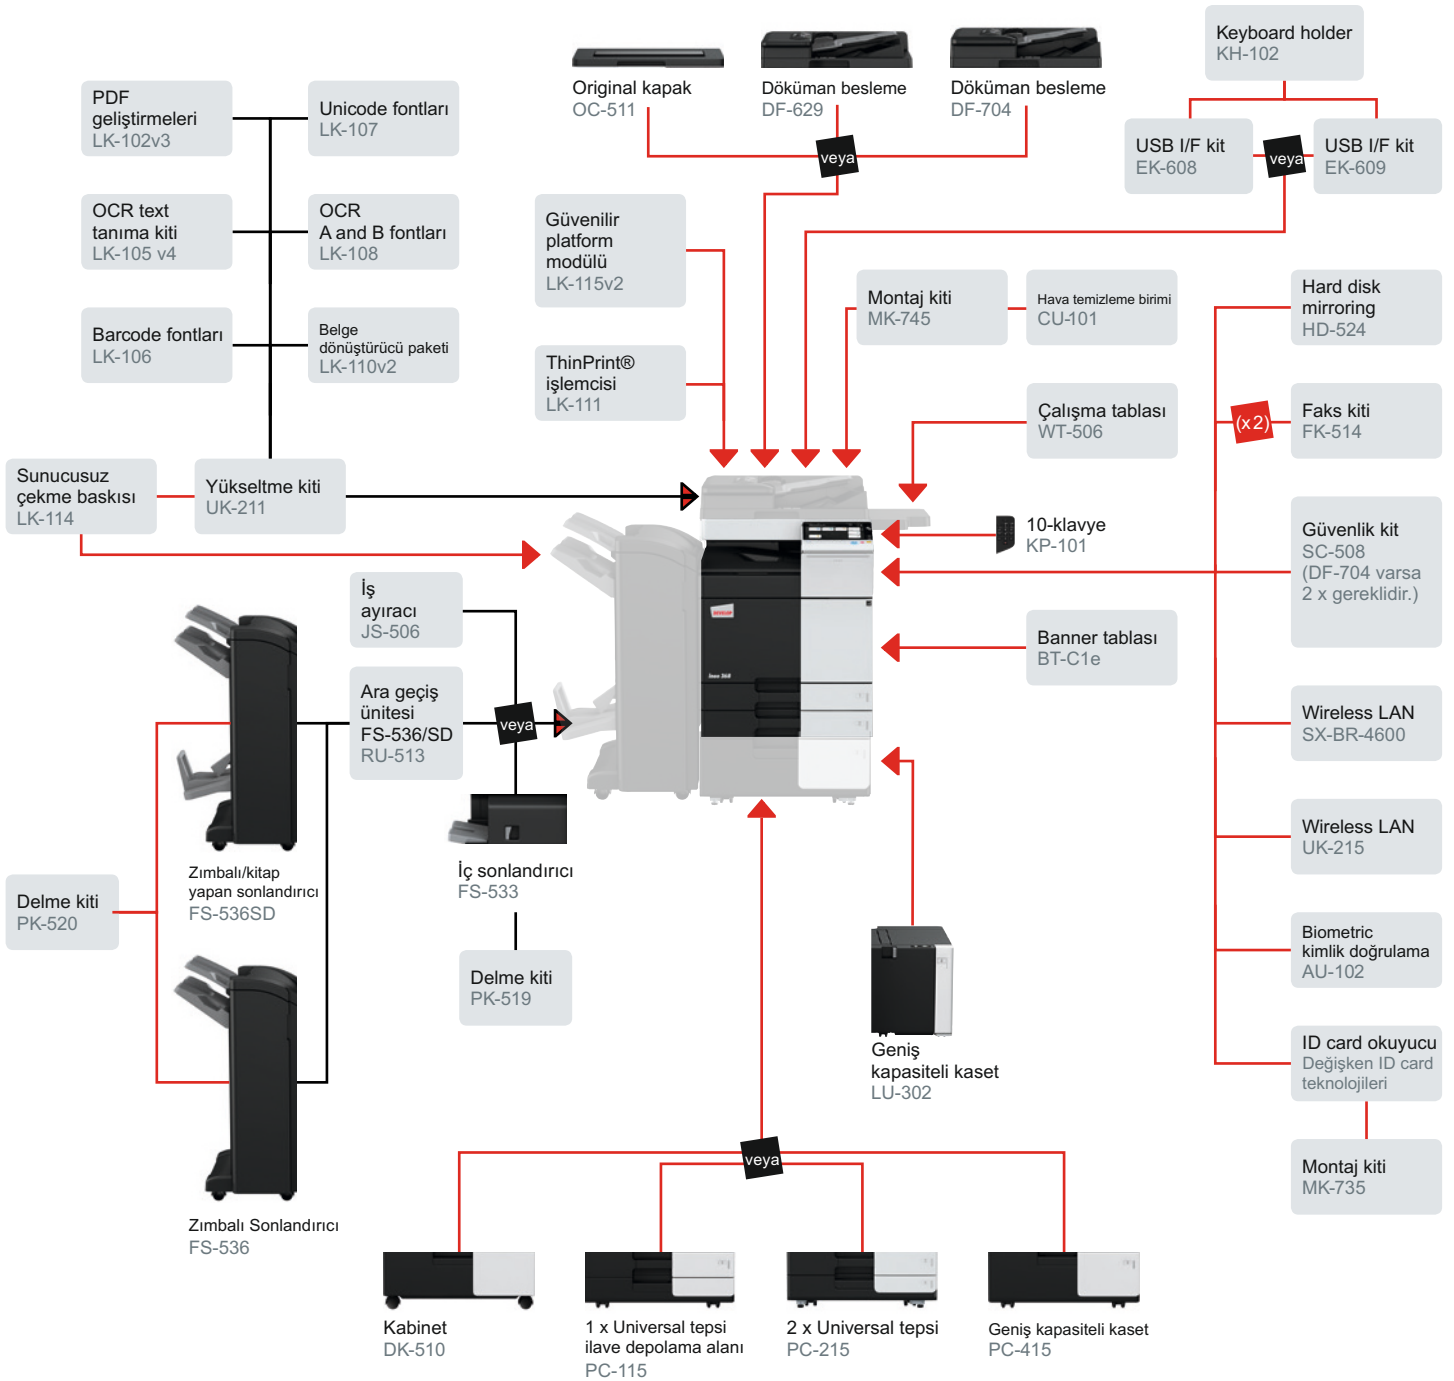 Original kapak
OC-511
Döküman besleme
DF-629
Döküman besleme
DF-704
veya
Keyboard holder
KH-102
USB I/F kit
EK-608
veya
USB I/F kit
EK-609
PDF
geliştirmeleri
LK-102v3
Unicode fontları
LK-107
OCR text
tanıma kiti
LK-105 v4
OCR
A and B fontları
LK-108
Barcode fontları
LK-106
Belge
dönüştürücü paketi
LK-110v2
Güvenilir
platform
modülü
LK-115v2
ThinPrint®
işlemcisi
LK-111
Montaj kiti
MK-745
Hava temizleme birimi
CU-101
Çalışma tablası
WT-506
Hard disk
mirroring
HD-524
(x2)
Faks kiti
FK-514
Sunucusuz
çekme baskısı
LK-114
Yükseltme kiti
UK-211
10-klavye
KP-101
Güvenlik kit
SC-508
(DF-704 varsa
2 x gereklidir.)
Banner tablası
BT-C1e
DEVELOP
ineo 368
İş
ayıracı
JS-506
Ara geçiş
ünitesi
FS-536/SD
RU-513
veya
Wireless LAN
SX-BR-4600
Wireless LAN
UK-215
Zımbalı/kitap
yapan sonlandırıcı
FS-536SD
İç sonlandırıcı
FS-533
Delme kiti
PK-520
Delme kiti
PK-519
Biometric
kimlik doğrulama
AU-102
Geniş
kapasiteli kaset
LU-302
ID card okuyucu
Değişken ID card
teknolojileri
Montaj kiti
MK-735
Zımbalı Sonlandırıcı
FS-536
veya
Kabinet
DK-510
1 x Universal tepsi
ilave depolama alanı
PC-115
2 x Universal tepsi
PC-215
Geniş kapasiteli kaset
PC-415